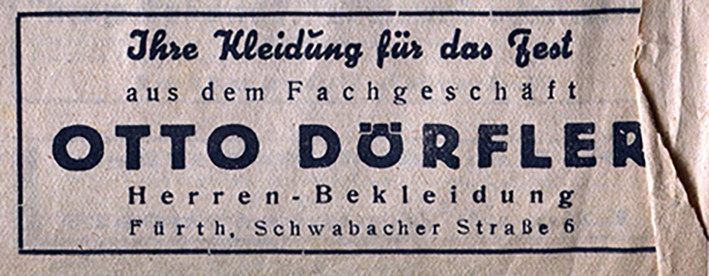 Ihre Kleidung für das Fest
aus dem Fachgeschäft
OTTO DÖRFLER
Herren-Bekleidung
Fürth, Schwabacher Straße 6